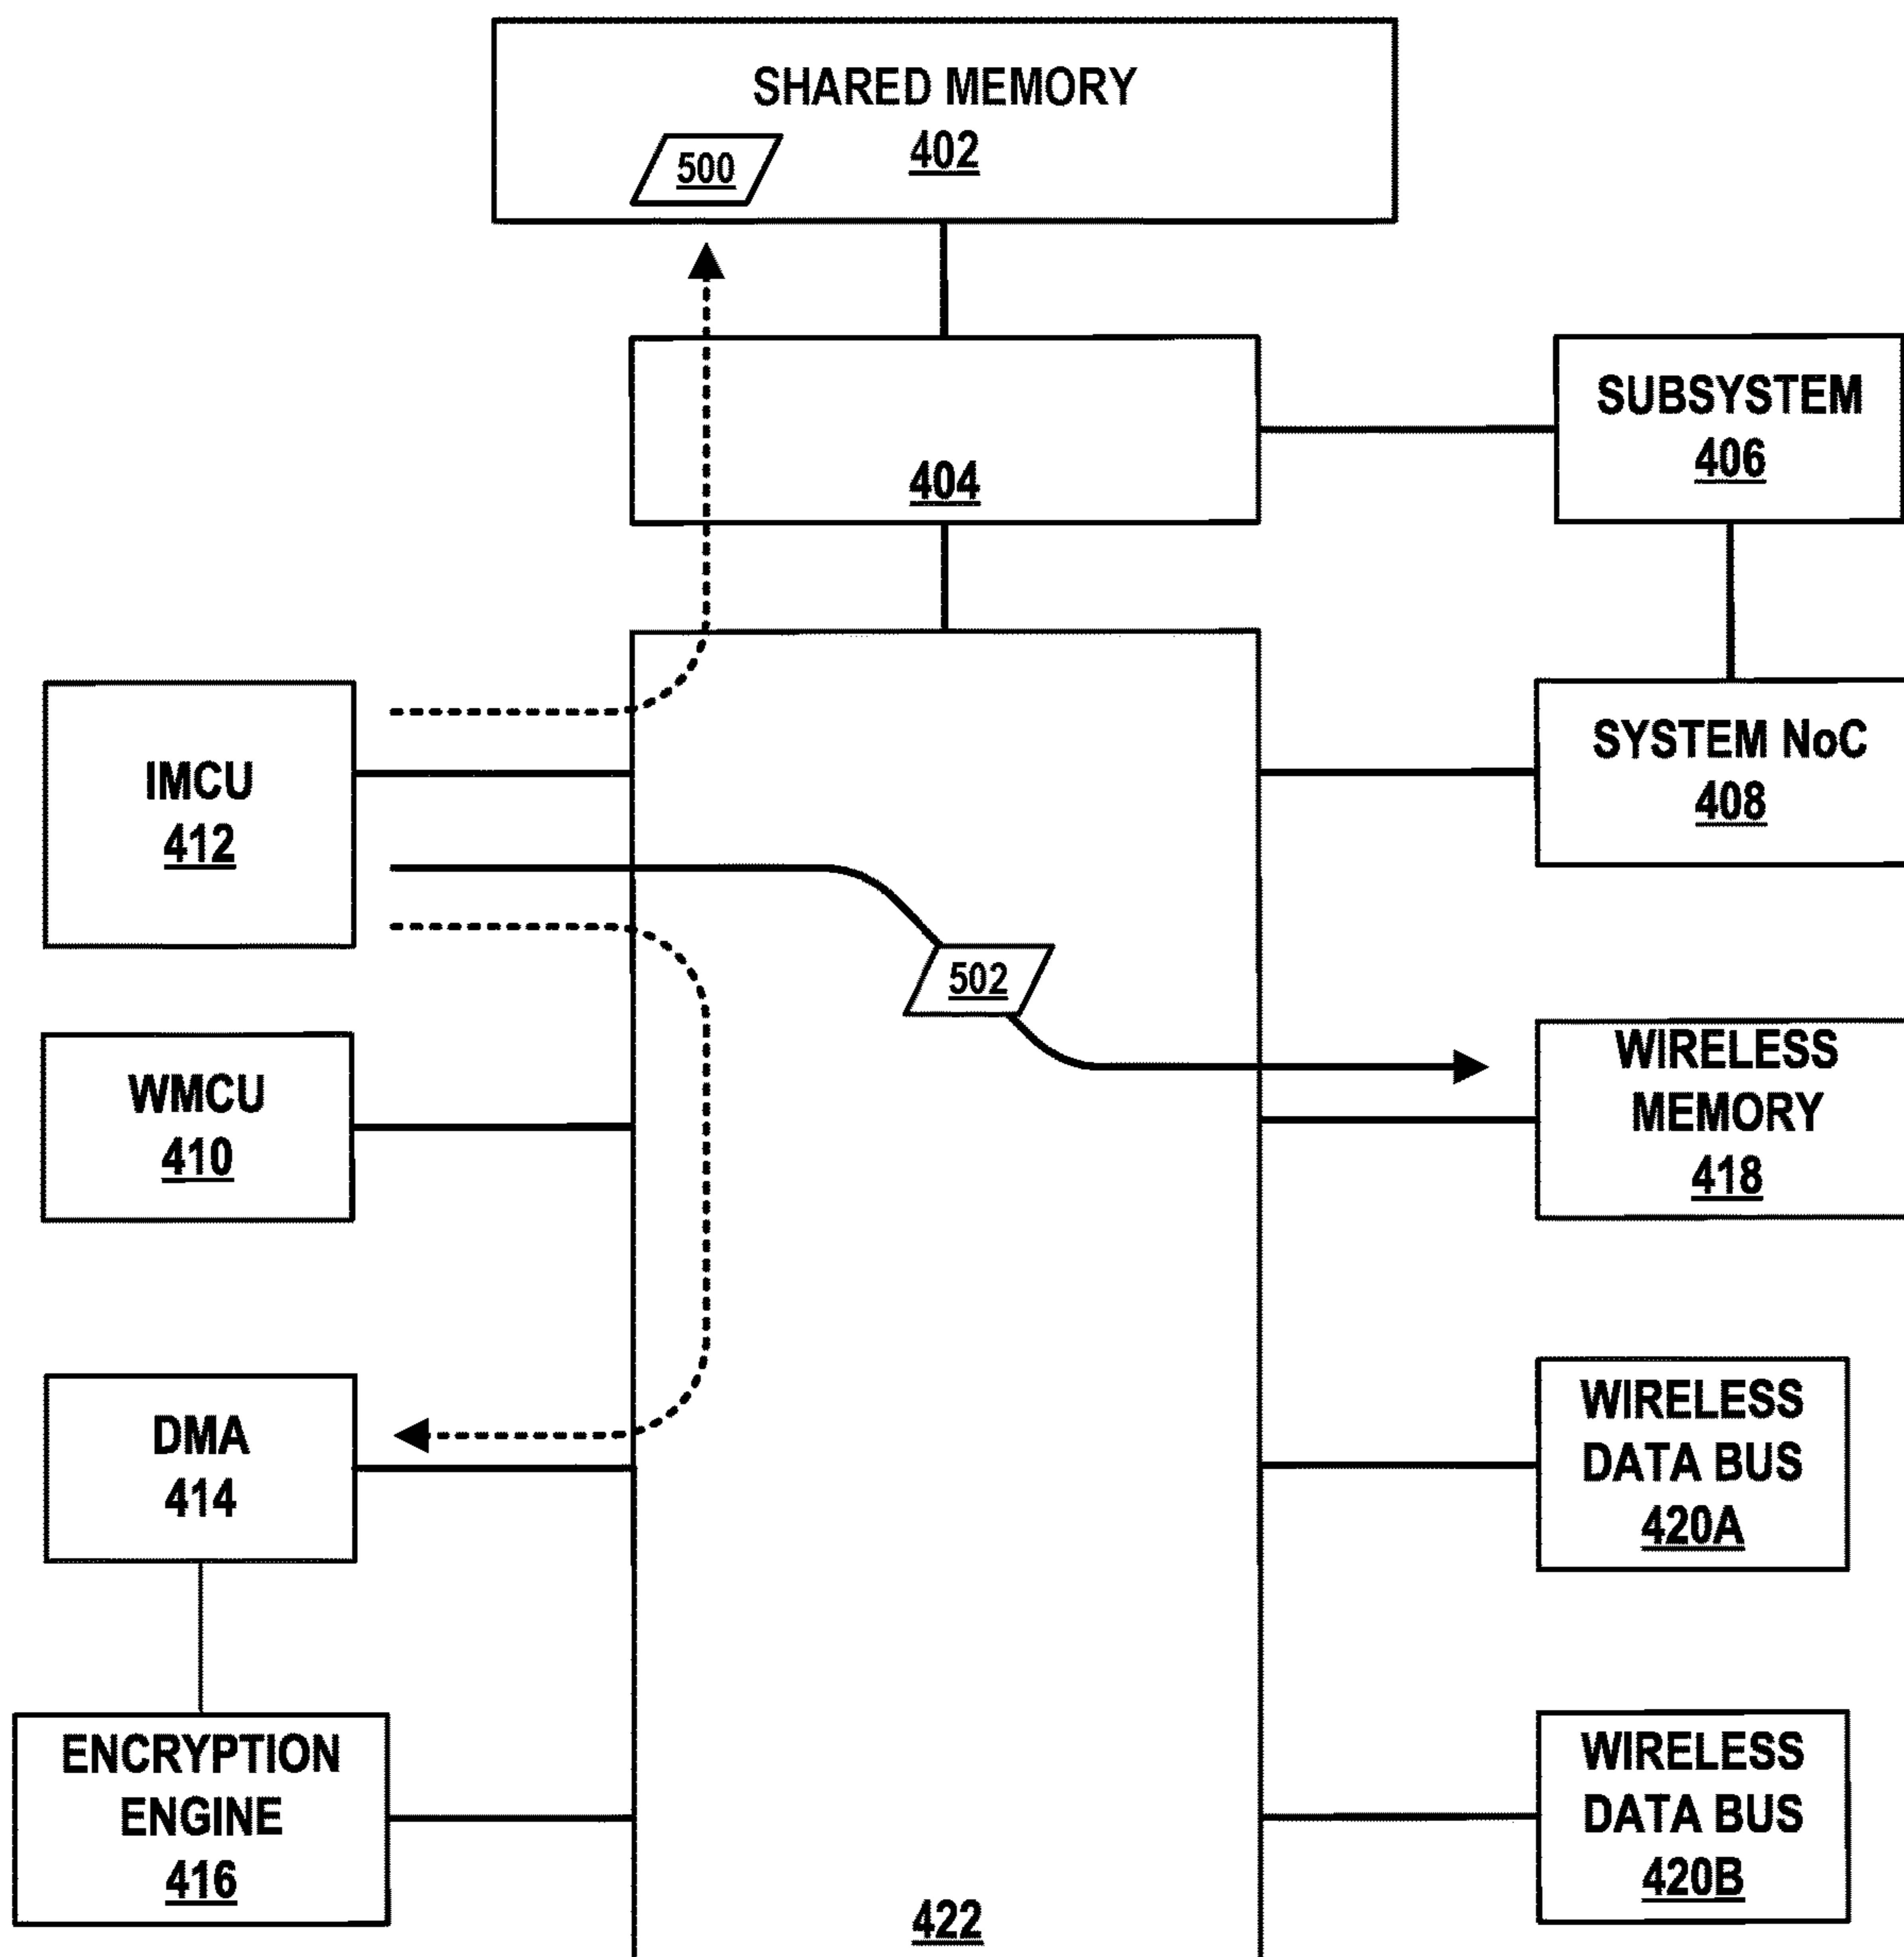 SHARED MEMORY
402
500
404
SUBSYSTEM
406
IMCU
412
SYSTEM NoC
408
502
WMCU
410
WIRELESS
MEMORY
418
DMA
414
WIRELESS
DATA BUS
420A
ENCRYPTION
ENGINE
416
WIRELESS
DATA BUS
420B
422